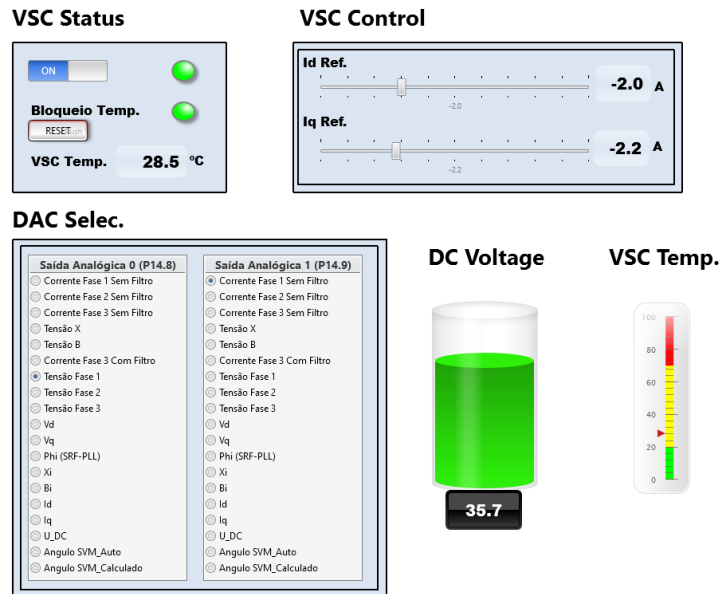 VSC Status
VSC Control
ON
Bloqueio Temp.
RESET
VSC Temp. 28.5 ºC
Id Ref.
-2.0
-2.0 A
Iq Ref.
-2.2
-2.2 A
DAC Selec.
Saída Analógica 0 (P14.8)
Corrente Fase 1 Sem Filtro
Corrente Fase 2 Sem Filtro
Corrente Fase 3 Sem Filtro
Tensão X
Tensão B
Corrente Fase 3 Com Filtro
Tensão Fase 1
Tensão Fase 2
Tensão Fase 3
Vd
Vq
Phi (SRF-PLL)
Xi
Bi
Id
Iq
U_DC
Angulo SVM_Auto
Angulo SVM_Calculado
Saída Analógica 1 (P14.9)
Corrente Fase 1 Sem Filtro
Corrente Fase 2 Sem Filtro
Corrente Fase 3 Sem Filtro
Tensão X
Tensão B
Corrente Fase 3 Com Filtro
Tensão Fase 1
Tensão Fase 2
Tensão Fase 3
Vd
Vq
Phi (SRF-PLL)
Xi
Bi
Id
Iq
U_DC
Angulo SVM_Auto
Angulo SVM_Calculado
DC Voltage
35.7
VSC Temp.
100
80
60
40
20
0